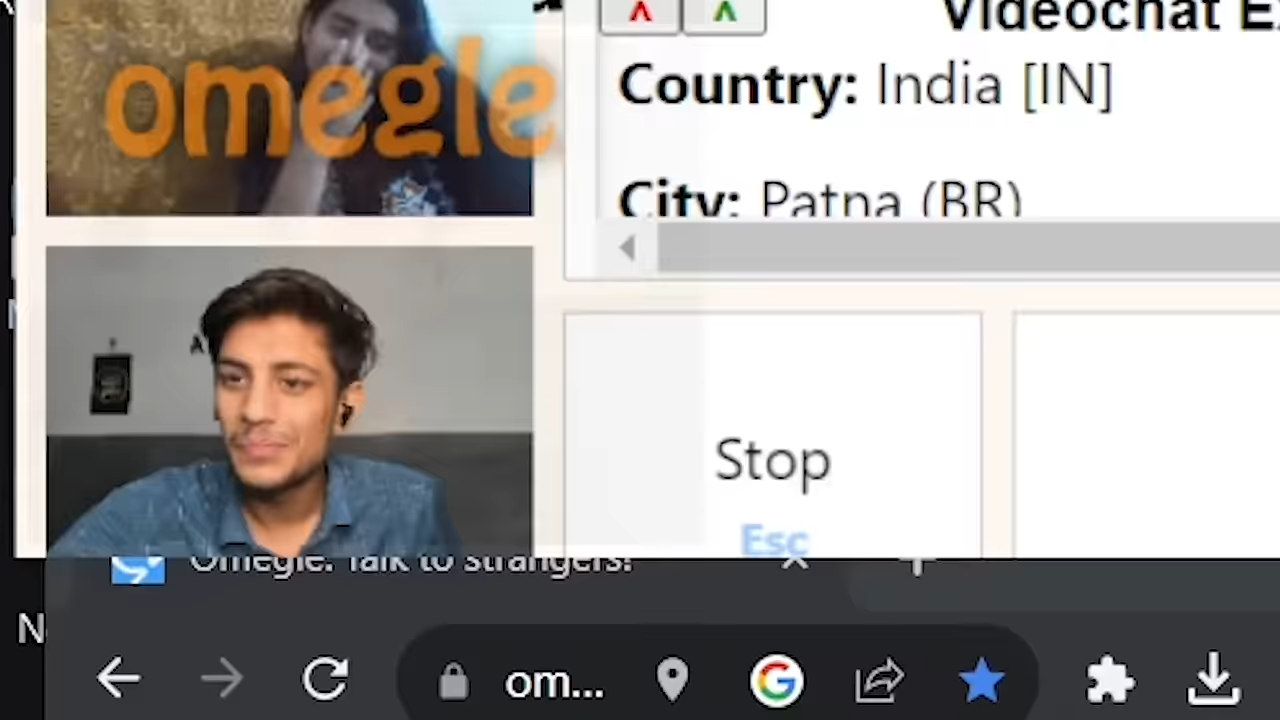 omegle
Videochat
Country: India [IN]
City: Patna (BR)
Stop
Esc
Omegle: Talk to strangers!
om...